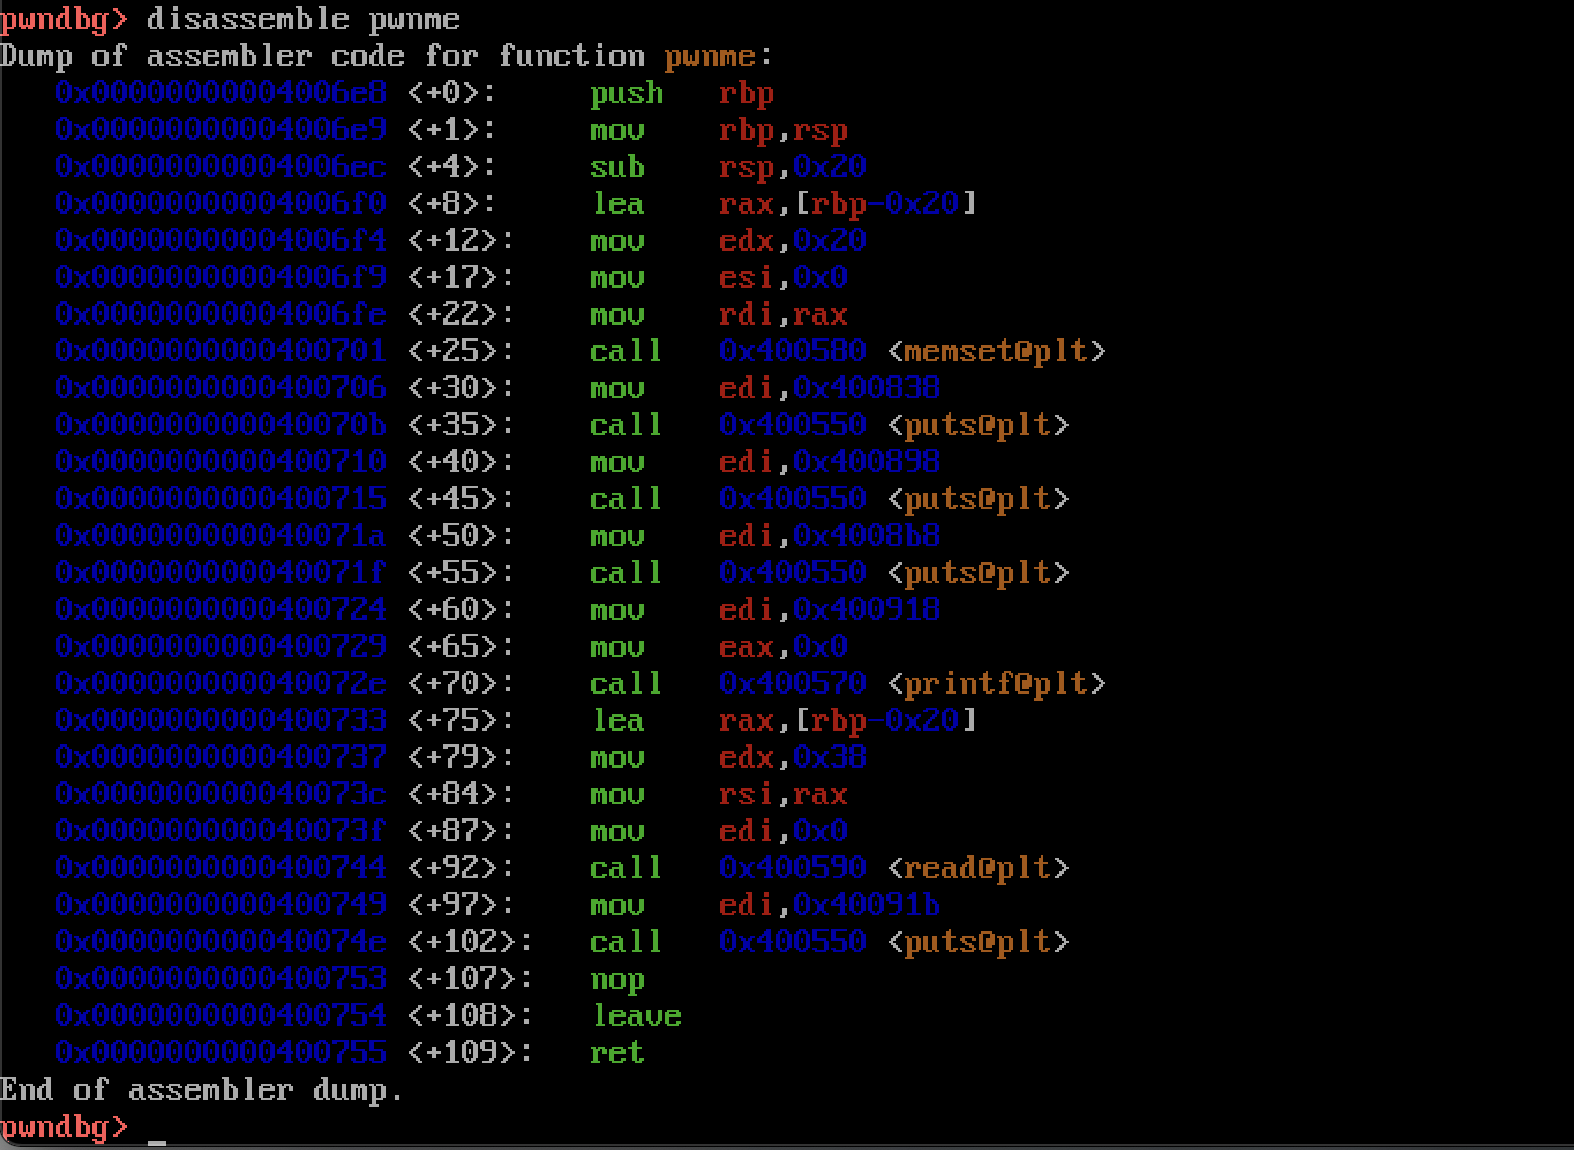 pwndbg> disassemble pwnme
Dump of assembler code for function pwnme:
   0x00000000004006e8 <+0>:     push   rbp
   0x00000000004006e9 <+1>:     mov    rbp,rsp
   0x00000000004006ec <+4>:     sub    rsp,0x20
   0x00000000004006f0 <+8>:     lea    rax,[rbp-0x20]
   0x00000000004006f4 <+12>:    mov    edx,0x20
   0x00000000004006f9 <+17>:    mov    esi,0x0
   0x00000000004006fe <+22>:    mov    rdi,rax
   0x0000000000400701 <+25>:    call   0x400580 <memset@plt>
   0x0000000000400706 <+30>:    mov    edi,0x400838
   0x000000000040070b <+35>:    call   0x400550 <puts@plt>
   0x0000000000400710 <+40>:    mov    edi,0x400898
   0x0000000000400715 <+45>:    call   0x400550 <puts@plt>
   0x000000000040071a <+50>:    mov    edi,0x4008b8
   0x000000000040071f <+55>:    call   0x400550 <puts@plt>
   0x0000000000400724 <+60>:    mov    edi,0x400918
   0x0000000000400729 <+65>:    mov    eax,0x0
   0x000000000040072e <+70>:    call   0x400570 <printf@plt>
   0x0000000000400733 <+75>:    lea    rax,[rbp-0x20]
   0x0000000000400737 <+79>:    mov    edx,0x38
   0x000000000040073c <+84>:    mov    rsi,rax
   0x000000000040073f <+87>:    mov    edi,0x0
   0x0000000000400744 <+92>:    call   0x400590 <read@plt>
   0x0000000000400749 <+97>:    mov    edi,0x40091b
   0x000000000040074e <+102>:   call   0x400550 <puts@plt>
   0x0000000000400753 <+107>:   nop
   0x0000000000400754 <+108>:   leave
   0x0000000000400755 <+109>:   ret
End of assembler dump.
pwndbg> _